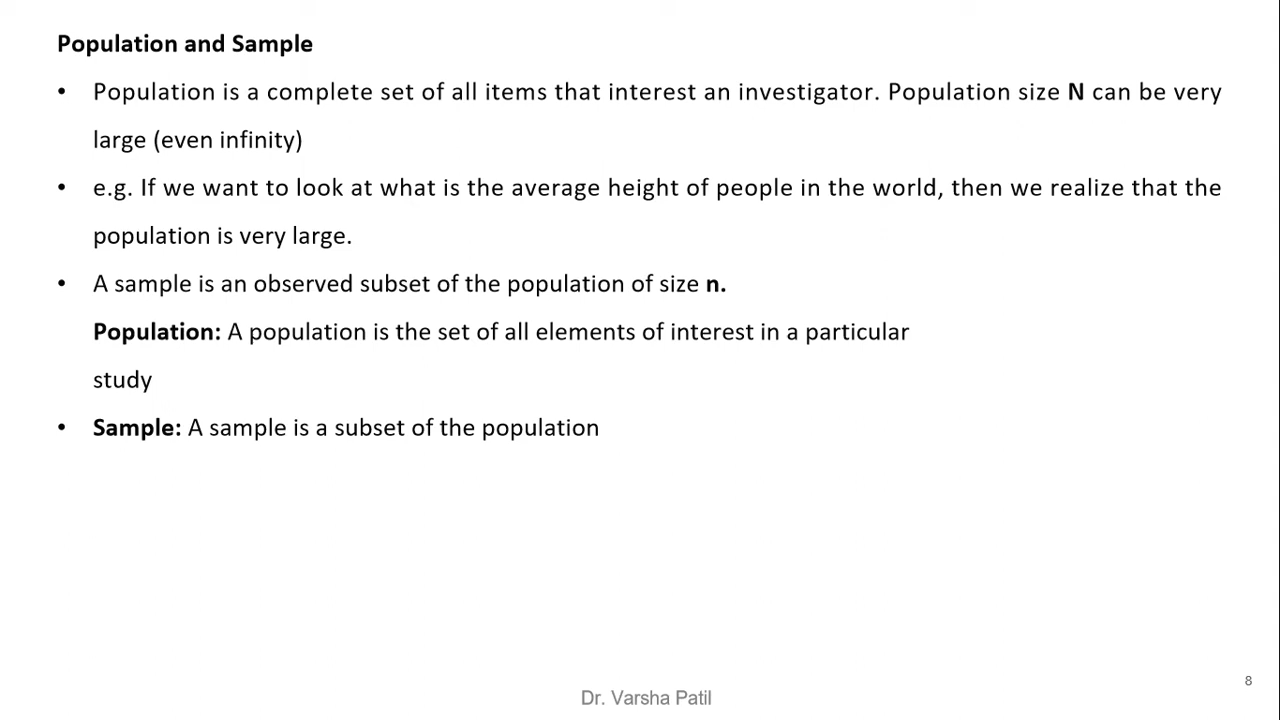 Population and Sample
• Population is a complete set of all items that interest an investigator. Population size N can be very
large (even infinity)
• e.g. If we want to look at what is the average height of people in the world, then we realize that the
population is very large.
• A sample is an observed subset of the population of size n.
Population: A population is the set of all elements of interest in a particular
study
• Sample: A sample is a subset of the population
8
Dr. Varsha Patil